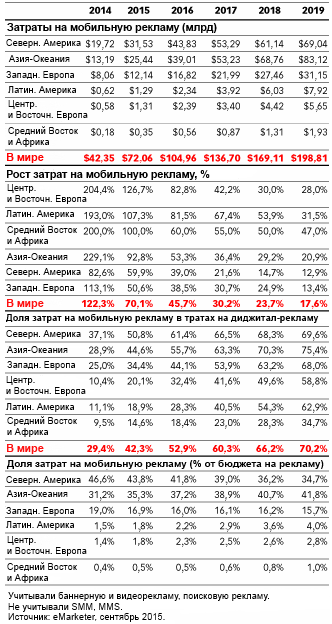 2014 2015 2016 2017 2018 2019
Затраты на мобильную рекламу (млрд)
Северн. Америка $19,72 $31,53 $43,83 $53,29 $61,14 $69,04
Азия-Океания $13,19 $25,44 $39,01 $53,23 $68,76 $83,12
Западн. Европа $8,06 $12,14 $16,82 $21,99 $27,46 $31,15
Латин. Америка $0,62 $1,29 $2,34 $3,92 $6,03 $7,92
Центр.
и Восточн. Европа $0,58 $1,31 $2,39 $3,40 $4,42 $5,65
Средний Восток
и Африка $0,18 $0,35 $0,56 $0,87 $1,31 $1,93
В мире $42,35 $72,06 $104,96 $136,70 $169,11 $198,81
Рост затрат на мобильную рекламу, %
Центр.
и Восточн. Европа 204,4% 126,7% 82,8% 42,2% 30,0% 28,0%
Латин. Америка 193,0% 107,3% 81,5% 67,4% 53,9% 31,5%
Средний Восток
и Африка 200,0% 100,0% 60,0% 55,0% 50,0% 47,0%
Азия-Океания 229,1% 92,8% 53,3% 36,4% 29,2% 20,9%
Северн. Америка 82,6% 59,9% 39,0% 21,6% 14,7% 12,9%
Западн. Европа 113,1% 50,6% 38,5% 30,7% 24,9% 13,4%
В мире 122,3% 70,1% 45,7% 30.2% 23,7% 17,6%
Доля затрат на мобильную рекламу в тратах на диджитал-рекламу
Северн. Америка 37,1% 50,8% 61,4% 66,5% 68,3% 69,6%
Азия-Океания 28,9% 44,6% 55,7% 63,3% 70,3% 75,4%
Западн. Европа 25,0% 34,4% 44,1% 53,9% 63,2% 68,0%
Центр.
и Восточн. Европа 10,4% 20,1% 32,4% 41,6% 49,6% 58,8%
Латин. Америка 11,1% 18,9% 28,3% 40,5% 54,3% 62,9%
Средний Восток
и Африка 9,5% 14,6% 18,4% 23,0% 28,3% 34,7%
В мире 29,4% 42,3% 52,9% 60,3% 66,2% 70,2%
Доля затрат на мобильную рекламу (% от бюджета на рекламу)
Северн. Америка 46,6% 43,8% 41,8% 39,0% 36,2% 34,7%
Азия-Океания 31,2% 35,3% 37,2% 38,9% 40,7% 41,8%
Западн. Европа 19,0% 16,9% 16,0% 16,1% 16,2% 15,7%
Латин. Америка 1,5% 1,8% 2,2% 2,9% 3,6% 4,0%
Центр.
и Восточн. Европа 1,4% 1,8% 2,3% 2,5% 2,6% 2,8%
Средний Восток
и Африка 0,4% 0,5% 0,5% 0,6% 0,8% 1,0%
Учитывали баннерную и видеорекламу, поисковую рекламу.
Не учитывали SMM, MMS.
Источник: eMarketer, сентябрь 2015.